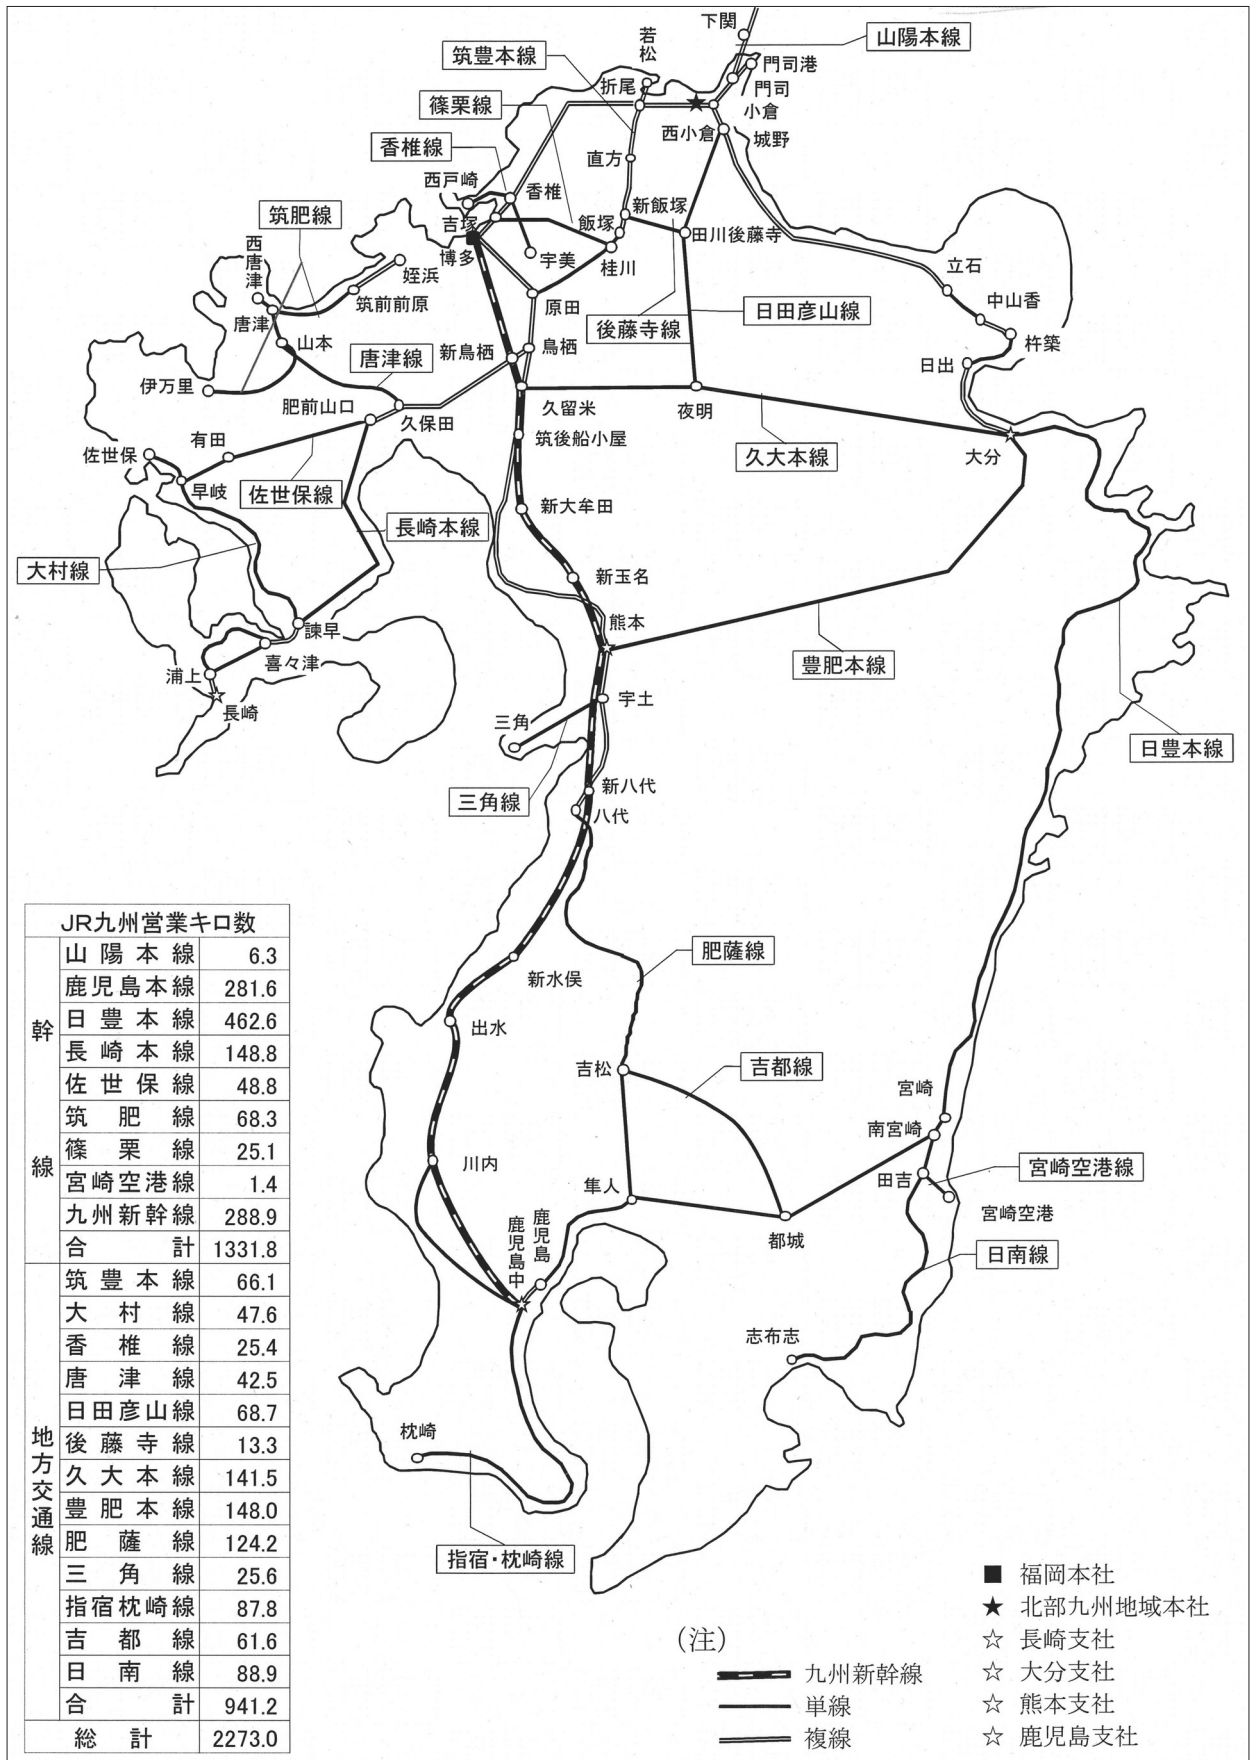 下関
山陽本線
若松
筑豊本線
門司港
折尾
門司
篠栗線
小倉
西小倉
城野
香椎線
直方
西戸崎
香椎
新飯塚
筑肥線
吉塚
飯塚
田川後藤寺
西唐津
博多
宇美
桂川
姪浜
立石
筑前前原
原田
中山香
唐津
後藤寺線
日田彦山線
山本
新鳥栖
鳥栖
杵築
唐津線
日出
伊万里
肥前山口
久保田
久留米
夜明
有田
筑後船小屋
佐世保
久大本線
大分
早岐
佐世保線
新大牟田
長崎本線
大村線
新玉名
熊本
諫早
喜々津
豊肥本線
浦上
宇土
長崎
三角
日豊本線
新八代
三角線
八代
肥薩線
新水俣
出水
吉松
吉都線
宮崎
南宮崎
川内
田吉
宮崎空港線
隼人
宮崎空港
鹿児島
鹿児島中
都城
日南線
志布志
枕崎
指宿・枕崎線
JR九州営業キロ数
幹線
山陽本線 6.3
鹿児島本線 281.6
日豊本線 462.6
長崎本線 148.8
佐世保線 48.8
筑肥線 68.3
篠栗線 25.1
宮崎空港線 1.4
九州新幹線 288.9
合計 1331.8
地方交通線
筑豊本線 66.1
大村線 47.6
香椎線 25.4
唐津線 42.5
日田彦山線 68.7
後藤寺線 13.3
久大本線 141.5
豊肥本線 148.0
肥薩線 124.2
三角線 25.6
指宿枕崎線 87.8
吉都線 61.6
日南線 88.9
合計 941.2
総計 2273.0
(注)
九州新幹線
単線
複線
■ 福岡本社
★ 北部九州地域本社
☆ 長崎支社
☆ 大分支社
☆ 熊本支社
☆ 鹿児島支社